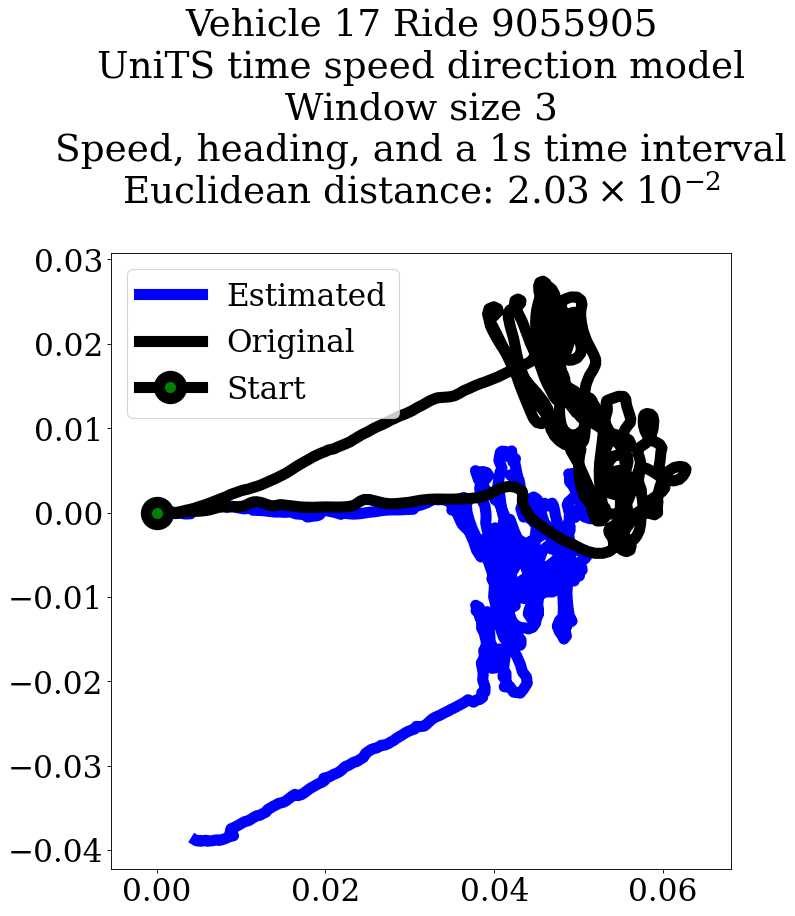 Vehicle 17 Ride 9055905
UniTS time speed direction model
Window size 3
Speed, heading, and a 1s time interval
Euclidean distance: 2.03 × 10⁻²
0.03
0.02
0.01
0.00
−0.01
−0.02
−0.03
−0.04
Estimated
Original
Start
0.00 0.02 0.04 0.06